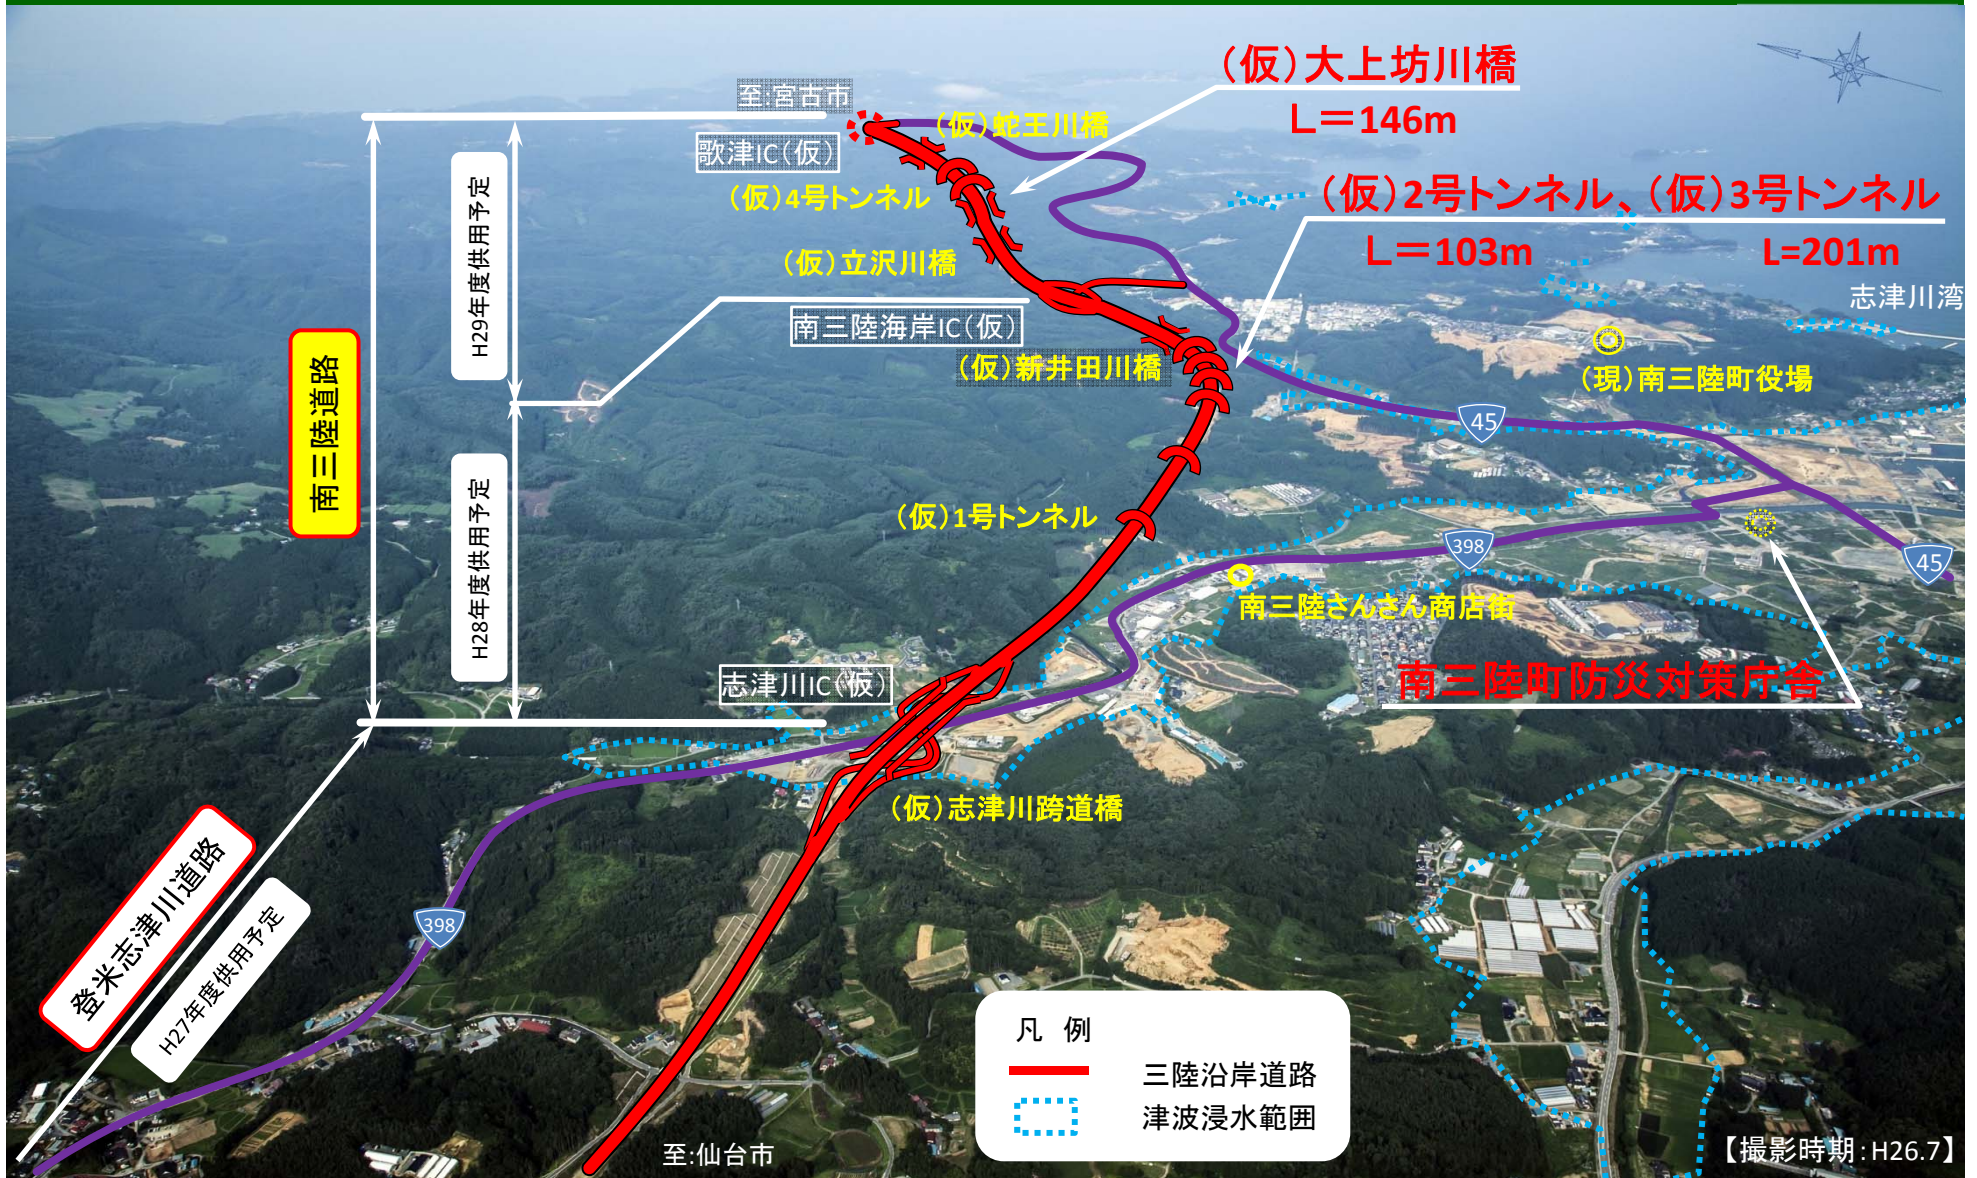 (仮)大上坊川橋
L=146m
至:宮古市
(仮)蛇王川橋
歌津IC(仮)
(仮)4号トンネル
(仮)2号トンネル、(仮)3号トンネル
L=103m
L=201m
(仮)立沢川橋
志津川湾
南三陸海岸IC(仮)
(仮)新井田川橋
(現)南三陸町役場
H29年度供用予定
南三陸道路
45
H28年度供用予定
(仮)1号トンネル
398
45
南三陸さんさん商店街
志津川IC(仮)
南三陸町防災対策庁舎
(仮)志津川跨道橋
登米志津川道路
H27年度供用予定
398
凡 例
三陸沿岸道路
津波浸水範囲
至:仙台市
【撮影時期:H26.7】